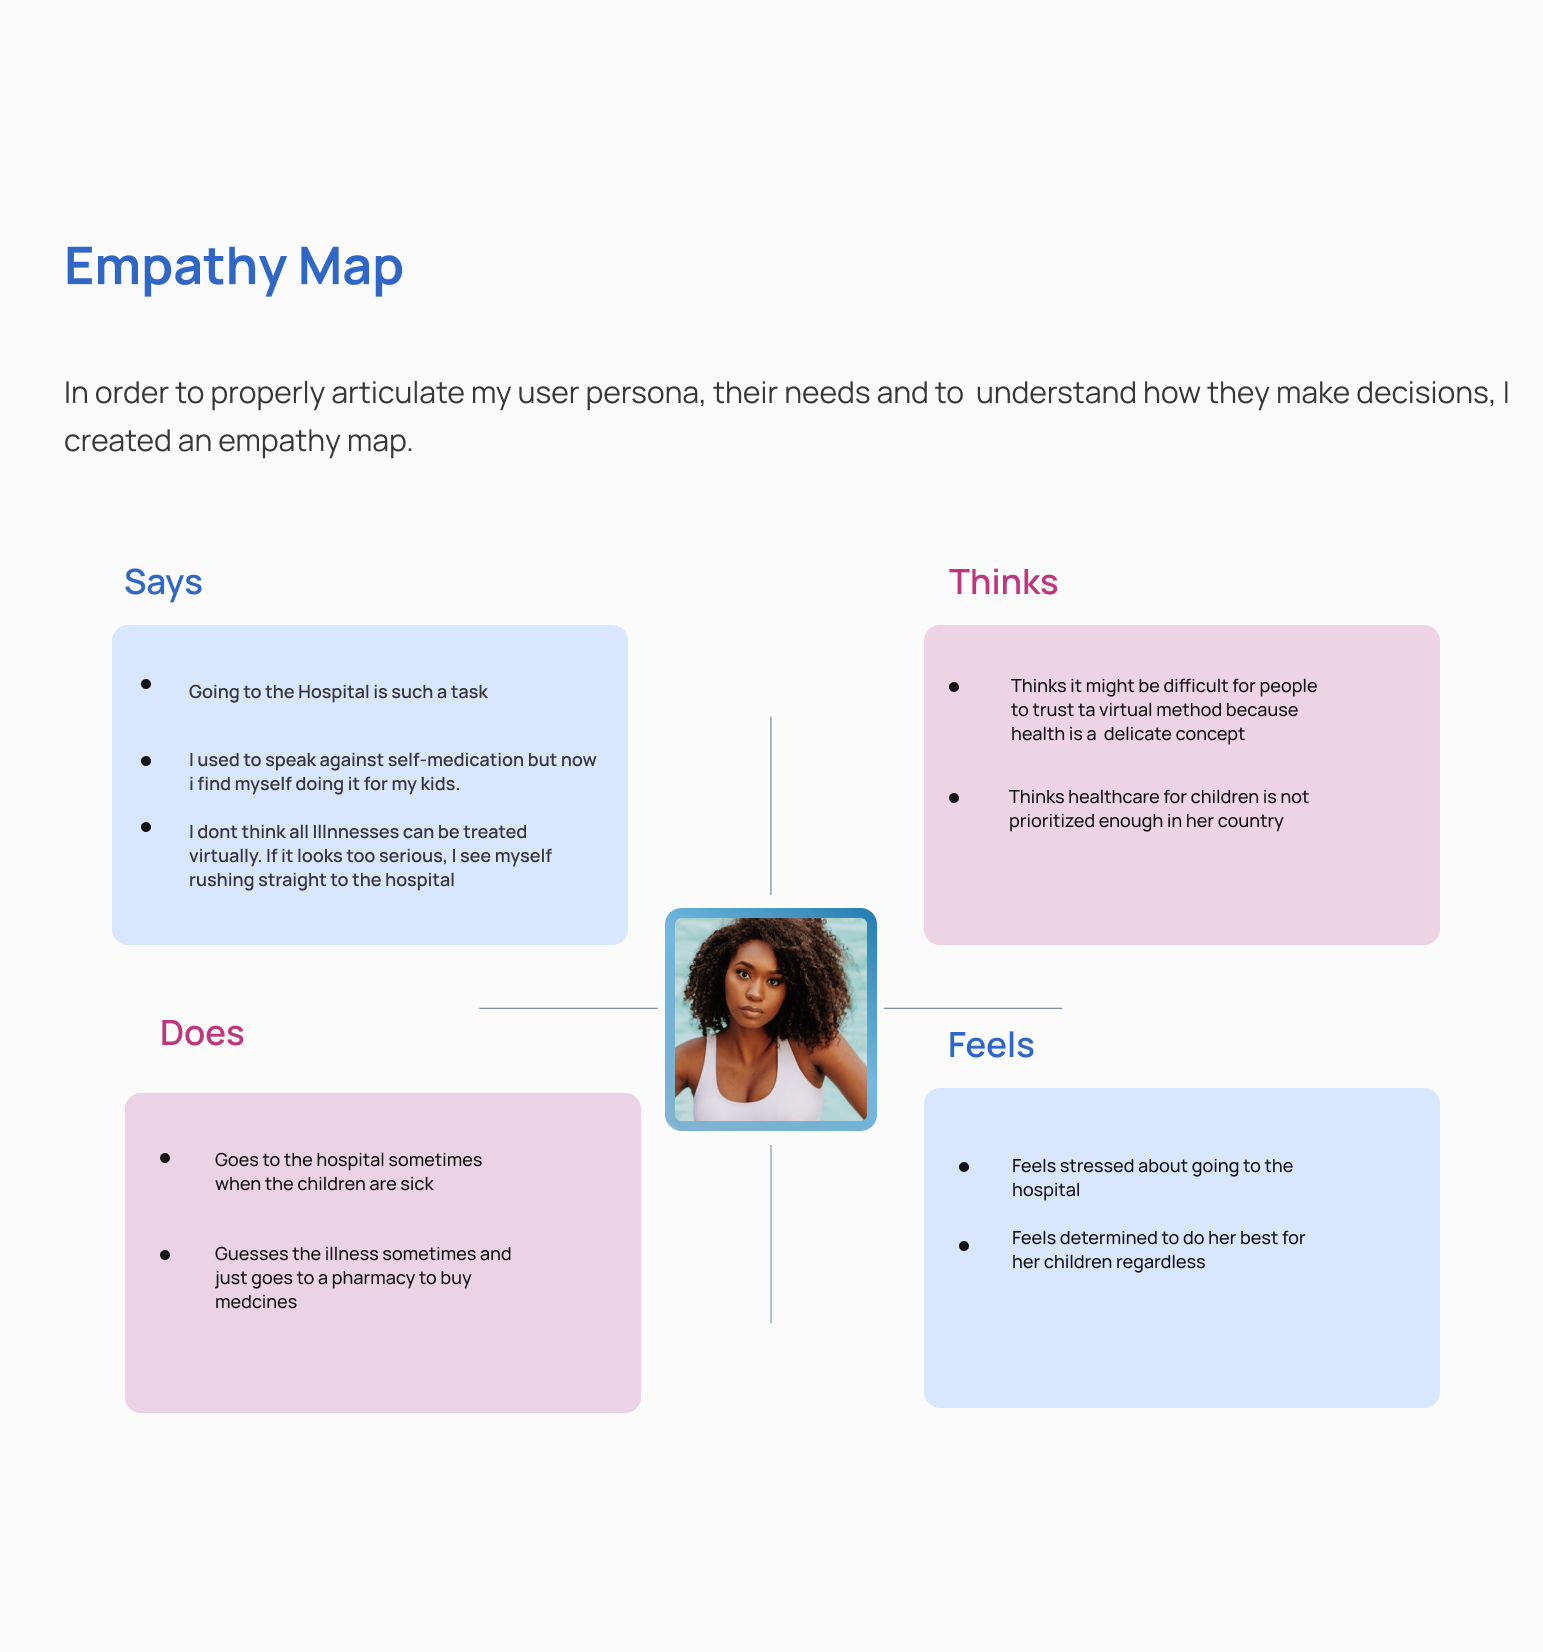 Empathy Map
In order to properly articulate my user persona, their needs and to  understand how they make decisions, I
created an empathy map.
Says
Going to the Hospital is such a task
I used to speak against self-medication but now
i find myself doing it for my kids.
I dont think all Illnnesses can be treated
virtually. If it looks too serious, I see myself
rushing straight to the hospital
Thinks
Thinks it might be difficult for people
to trust ta virtual method because
health is a  delicate concept
Thinks healthcare for children is not
prioritized enough in her country
Does
Goes to the hospital sometimes
when the children are sick
Guesses the illness sometimes and
just goes to a pharmacy to buy
medcines
Feels
Feels stressed about going to the
hospital
Feels determined to do her best for
her children regardless